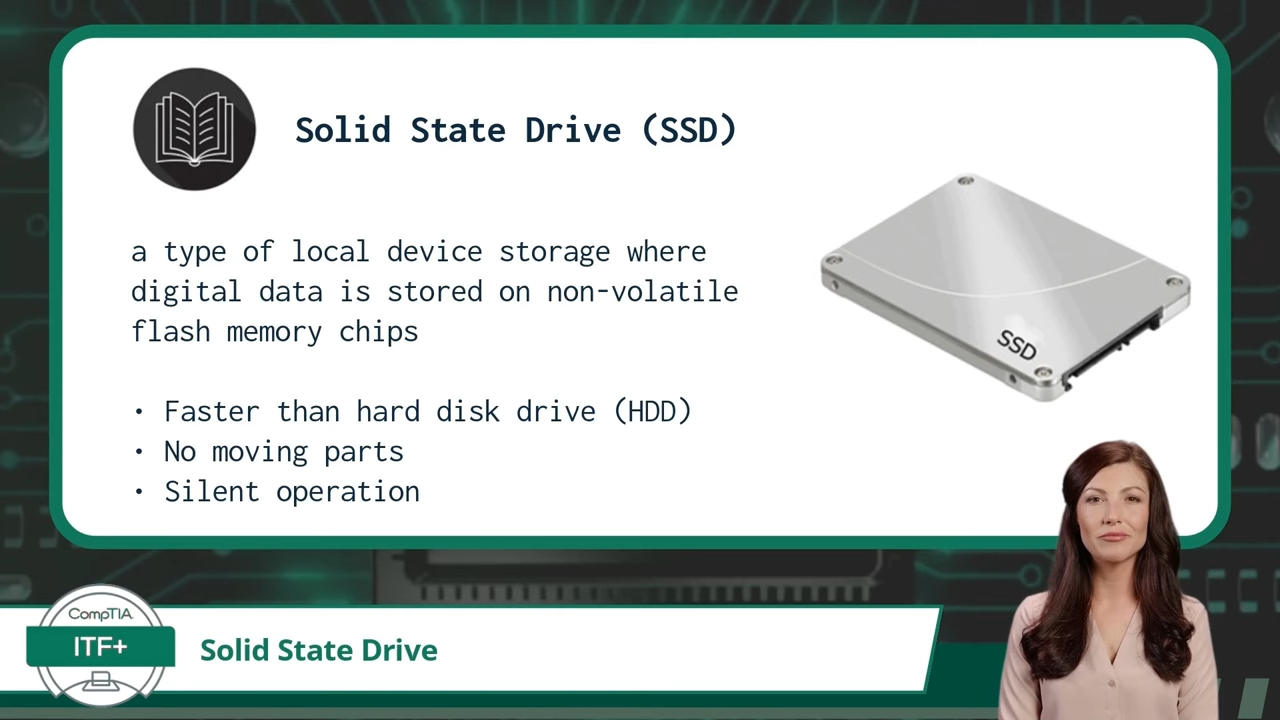 Solid State Drive (SSD)
a type of local device storage where
digital data is stored on non-volatile
flash memory chips
• Faster than hard disk drive (HDD)
• No moving parts
• Silent operation
SSD
CompTIA.
ITF+
Solid State Drive